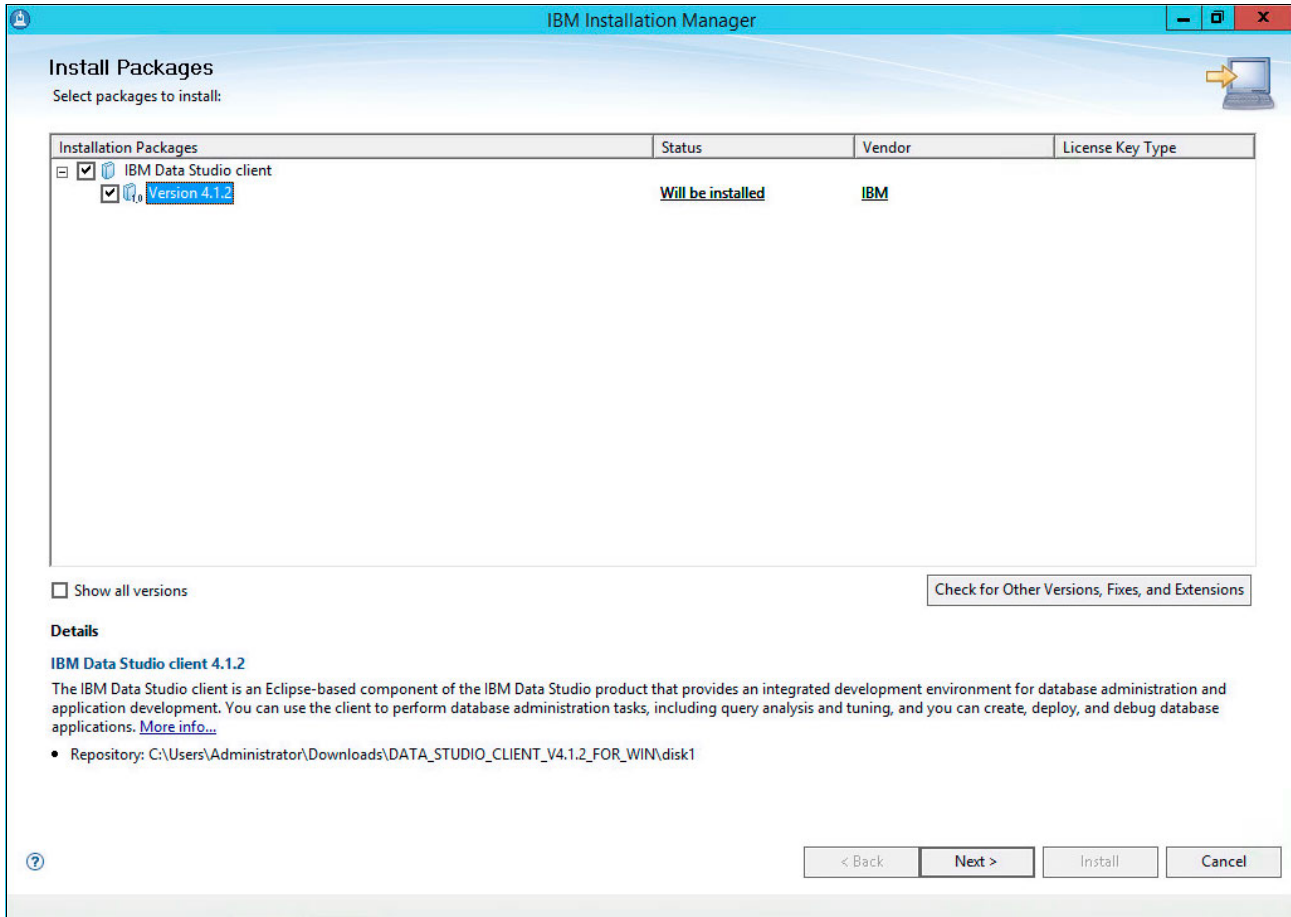 IBM Installation Manager
Install Packages
Select packages to install:
Installation Packages Status Vendor License Key Type
IBM Data Studio client
Version 4.1.2 Will be installed IBM
Show all versions
Check for Other Versions, Fixes, and Extensions
Details
IBM Data Studio client 4.1.2
The IBM Data Studio client is an Eclipse-based component of the IBM Data Studio product that provides an integrated development environment for database administration and
application development. You can use the client to perform database administration tasks, including query analysis and tuning, and you can create, deploy, and debug database
applications. More info...
• Repository: C:\Users\Administrator\Downloads\DATA_STUDIO_CLIENT_V4.1.2_FOR_WIN\disk1
? < Back Next > Install Cancel